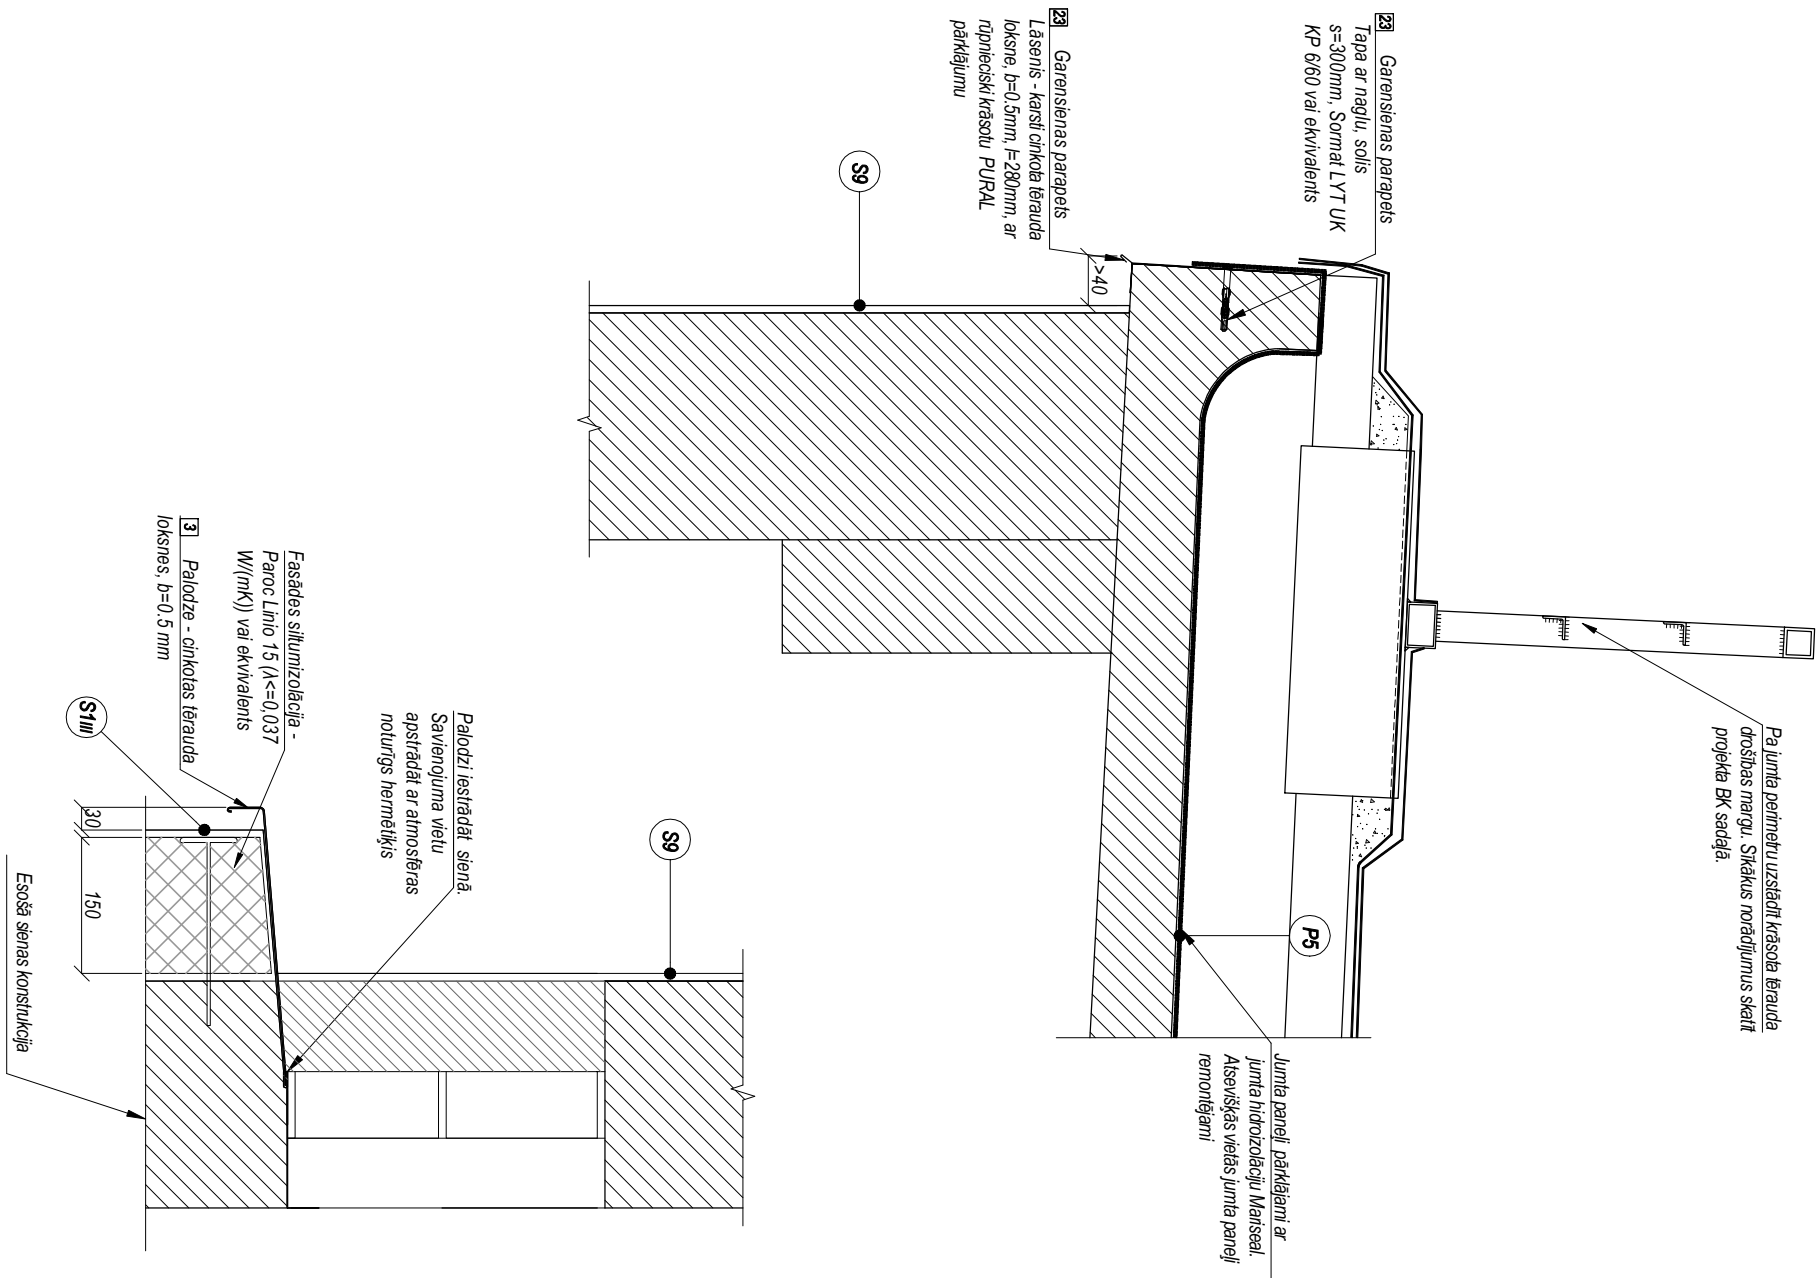 Pa jumta perimetru uzstādīt krāsota tērauda
drošības margu. Sīkākus norādījumus skatīt
projekta BK sadaļā.
23 Garensienas parapets
Tapa ar naglu, solis
s=300mm, Sormat LYT UK
KP 6/60 vai ekvivalents
23 Garensienas parapets
Lāsenis - karsti cinkota tērauda
loksne, b=0.5mm, l=280mm, ar
rūpnieciski krāsotu PURAL
pārklājumu
>40
S9
P5
Jumta paneļi pārklājami ar
jumta hidroizolāciju Mariseal.
Atsevišķās vietās jumta paneļi
remontējami
S9
Palodzi iestrādāt sienā.
Savienojuma vietu
apstrādāt ar atmosfēras
noturīgs hermētiķis
Fasādes siltumizolācija -
Paroc Linio 15 (λ<=0,037
W/(mK)) vai ekvivalents
3 Palodze - cinkotas tērauda
loksnes, b=0.5 mm
S1III
30
150
Esošā sienas konstrukcija